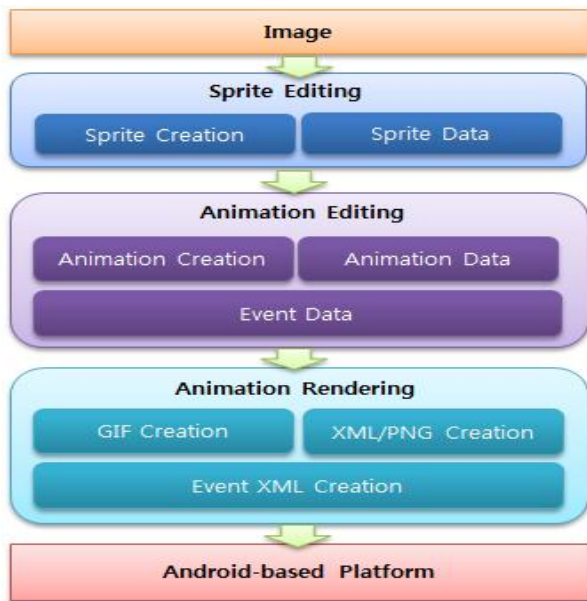 Image
Sprite Editing
Sprite Creation
Sprite Data
Animation Editing
Animation Creation
Animation Data
Event Data
Animation Rendering
GIF Creation
XML/PNG Creation
Event XML Creation
Android-based Platform